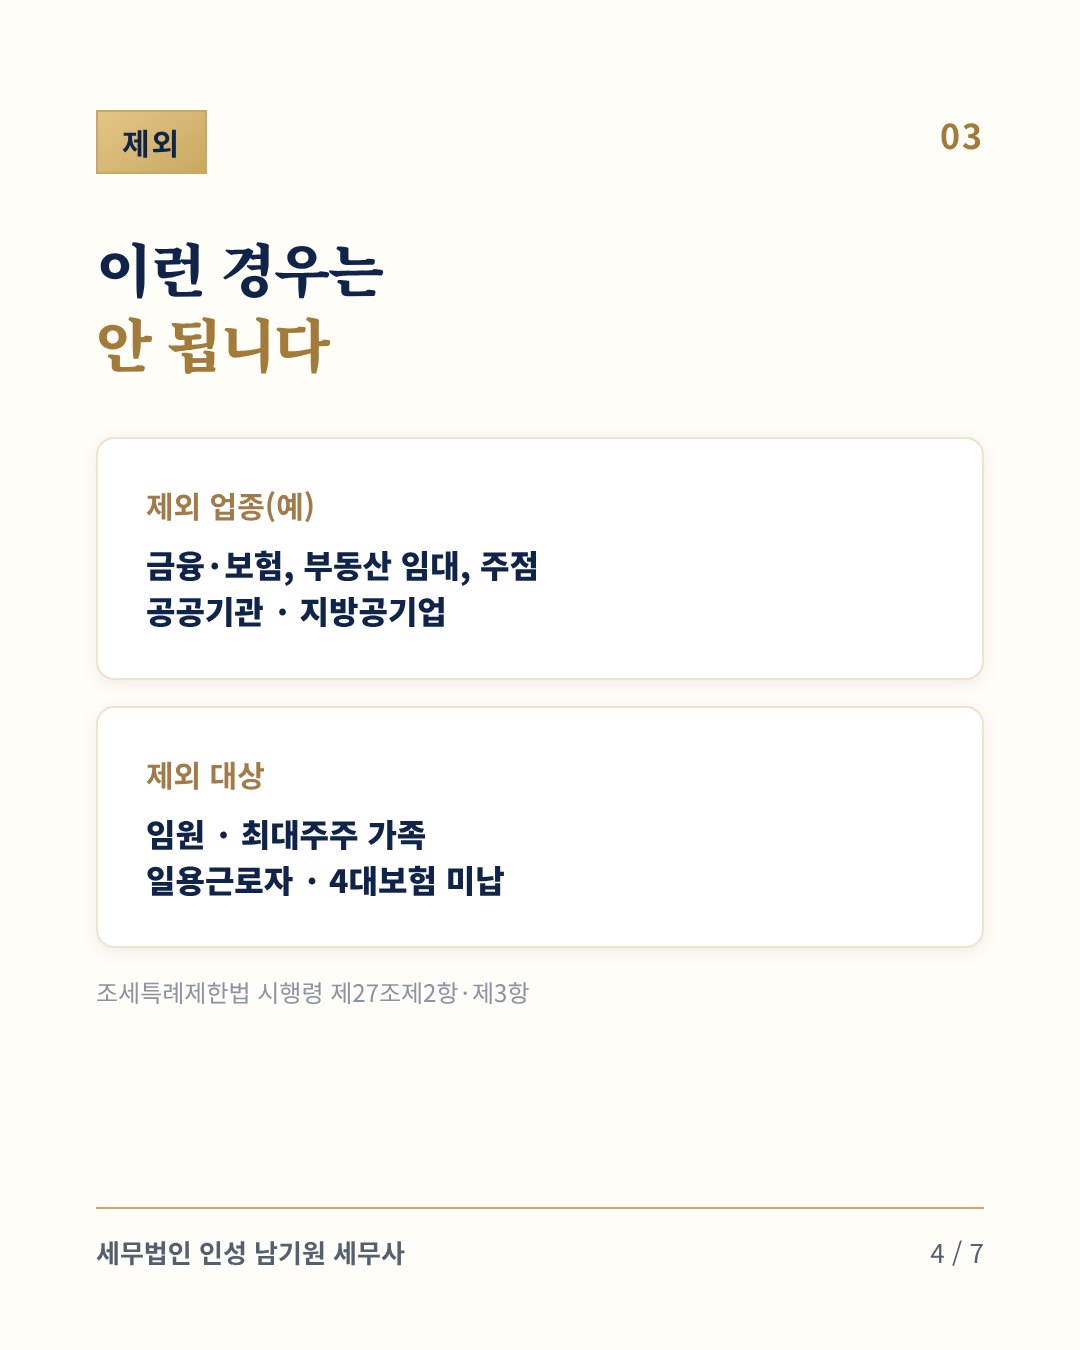 제외
03
이런 경우는
안 됩니다
제외 업종(예)
금융·보험, 부동산 임대, 주점
공공기관 · 지방공기업
제외 대상
임원 · 최대주주 가족
일용근로자 · 4대보험 미납
조세특례제한법 시행령 제27조제2항·제3항
세무법인 인성 남기원 세무사
4 / 7